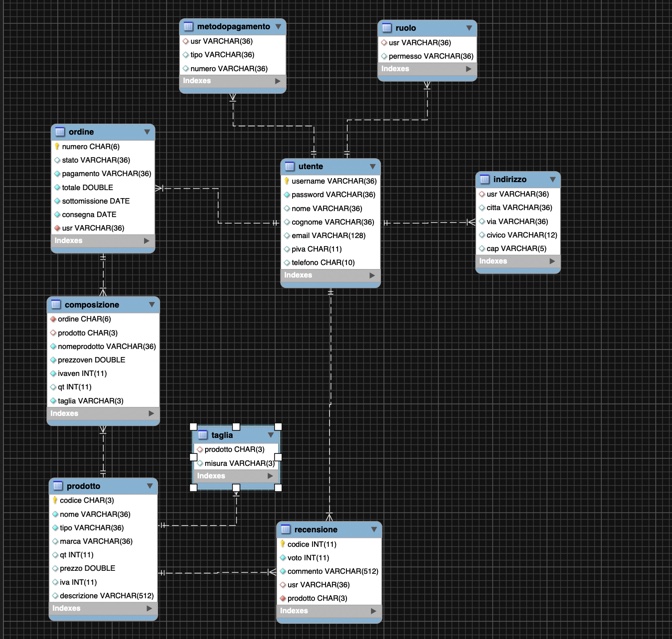 metodopagamento
usr VARCHAR(36)
tipo VARCHAR(36)
numero VARCHAR(36)
Indexes
ruolo
usr VARCHAR(36)
permesso VARCHAR(36)
Indexes
ordine
numero CHAR(6)
stato VARCHAR(36)
pagamento VARCHAR(36)
totale DOUBLE
sottomissione DATE
consegna DATE
usr VARCHAR(36)
Indexes
utente
username VARCHAR(36)
password VARCHAR(36)
nome VARCHAR(36)
cognome VARCHAR(36)
email VARCHAR(128)
piva CHAR(11)
telefono CHAR(10)
Indexes
indirizzo
usr VARCHAR(36)
citta VARCHAR(36)
via VARCHAR(36)
civico VARCHAR(12)
cap VARCHAR(5)
Indexes
composizione
ordine CHAR(6)
prodotto CHAR(3)
nomeprodotto VARCHAR(36)
prezzoven DOUBLE
ivaven INT(11)
qt INT(11)
taglia VARCHAR(3)
Indexes
taglia
prodotto CHAR(3)
misura VARCHAR(3)
Indexes
prodotto
codice CHAR(3)
nome VARCHAR(36)
tipo VARCHAR(36)
marca VARCHAR(36)
qt INT(11)
prezzo DOUBLE
iva INT(11)
descrizione VARCHAR(512)
Indexes
recensione
codice INT(11)
voto INT(11)
commento VARCHAR(512)
usr VARCHAR(36)
prodotto CHAR(3)
Indexes